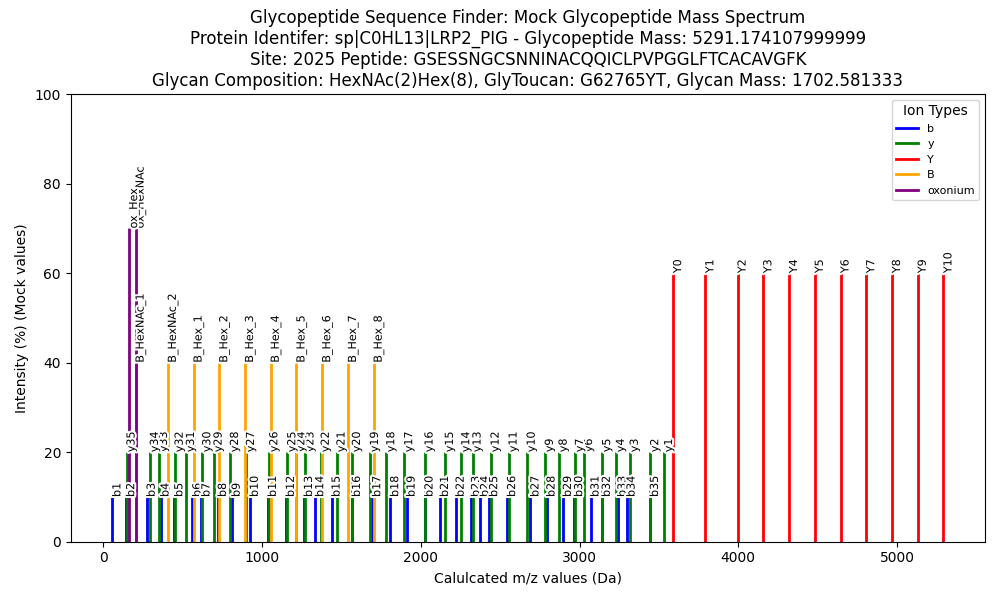 Glycopeptide Sequence Finder: Mock Glycopeptide Mass Spectrum
Protein Identifer: sp|C0HL13|LRP2_PIG - Glycopeptide Mass: 5291.174107999999
Site: 2025 Peptide: GSESSNGCSNNINACQQICLPVPGGLFTCACAVGFK
Glycan Composition: HexNAc(2)Hex(8), GlyToucan: G62765YT, Glycan Mass: 1702.581333
Intensity (%) (Mock values)
100
80
60
40
20
0
Ion Types
b
y
Y
B
oxonium
ox_Hex
ox_HexNAc
B_HexNAc_1
B_HexNAc_2
B_Hex_1
B_Hex_2
B_Hex_3
B_Hex_4
B_Hex_5
B_Hex_6
B_Hex_7
B_Hex_8
Y0
Y1
Y2
Y3
Y4
Y5
Y6
Y7
Y8
Y9
Y10
y35
y34
y33
y32
y31
y30
y29
y28
y27
y26
y25
y24
y23
y22
y21
y20
y19
y18
y17
y16
y15
y14
y13
y12
y11
y10
y9
y8
y7
y6
y5
y4
y3
y2
y1
b1
b2
b3
b4
b5
b6
b7
b8
b9
b10
b11
b12
b13
b14
b15
b16
b17
b18
b19
b20
b21
b22
b23
b24
b25
b26
b27
b28
b29
b30
b31
b32
b33
b34
b35
0
1000
2000
3000
4000
5000
Calulcated m/z values (Da)